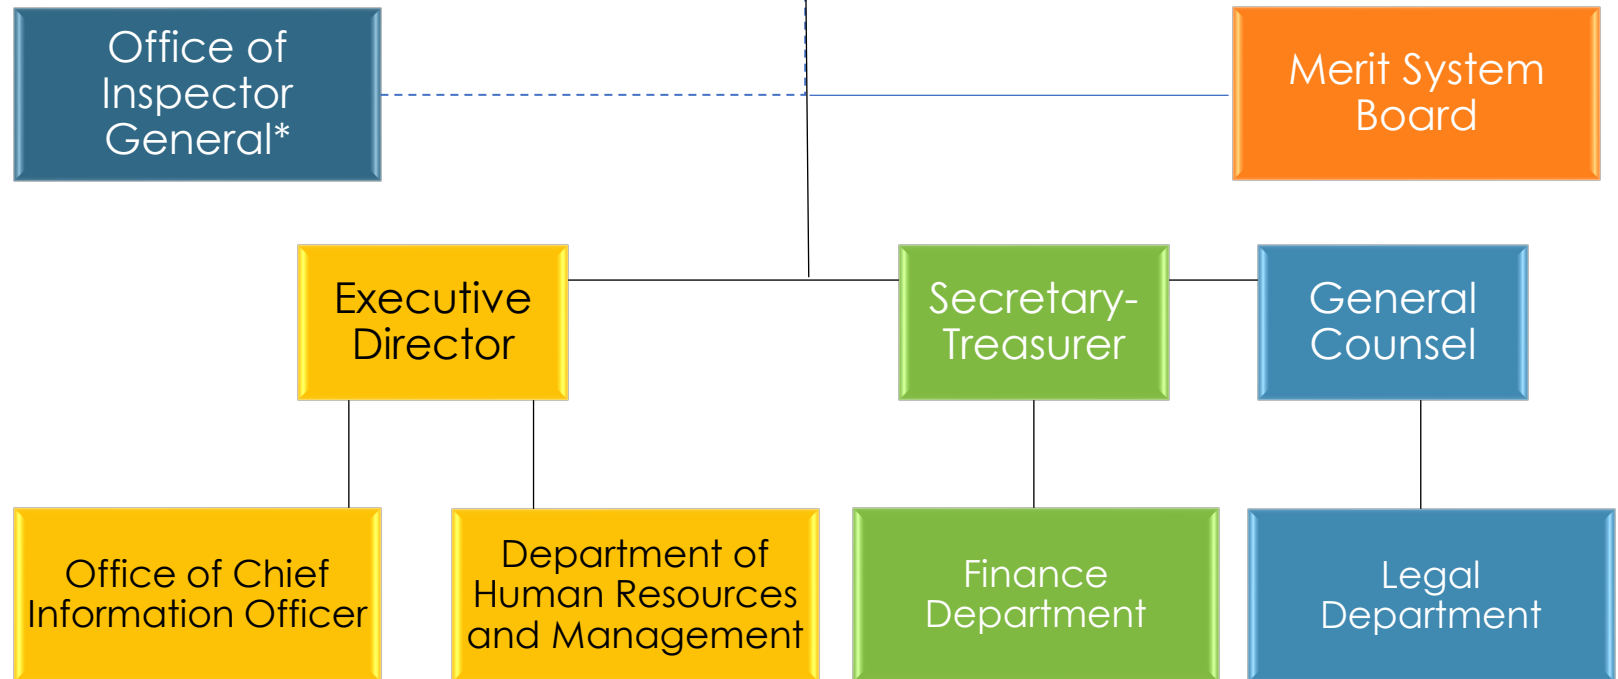 Office of
Inspector
General*
Merit System
Board
Executive
Director
Secretary-
Treasurer
General
Counsel
Office of Chief
Information Officer
Department of
Human Resources
and Management
Finance
Department
Legal
Department